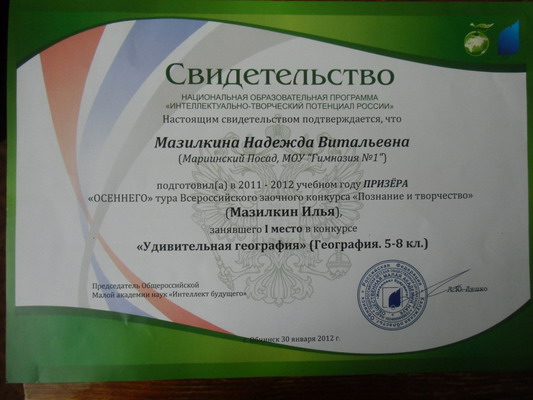 Свидетельство
НАЦИОНАЛЬНАЯ ОБРАЗОВАТЕЛЬНАЯ ПРОГРАММА
«ИНТЕЛЛЕКТУАЛЬНО-ТВОРЧЕСКИЙ ПОТЕНЦИАЛ РОССИИ»
Настоящим свидетельством подтверждается, что
Мазилкина Надежда Витальевна
(Мариинский Посад, МОУ "Гимназия №1")
подготовил(а) в 2011 - 2012 учебном году ПРИЗЁРА
«ОСЕННЕГО» тура Всероссийского заочного конкурса «Познание и творчество»
(Мазилкин Илья),
занявшего I место в конкурсе
«Удивительная география» (География. 5-8 кл.)
Председатель Общероссийской
Малой академии наук «Интеллект будущего»
Л.Ю. Ляшко
г. Обнинск 30 января 2012 г.